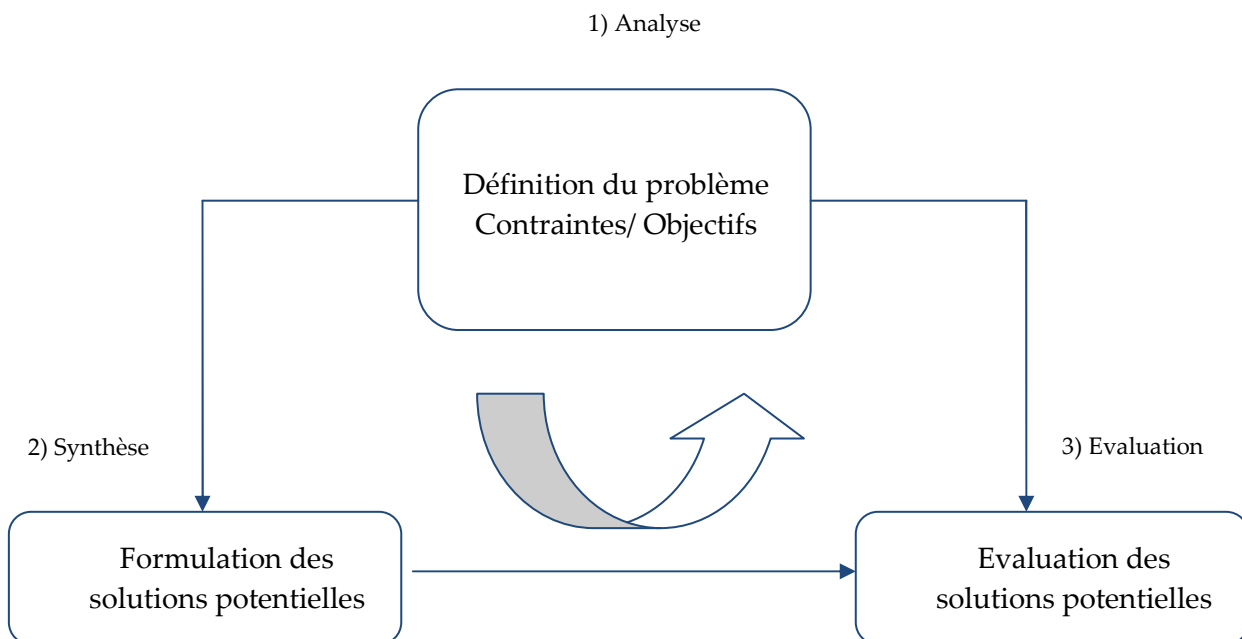 1) Analyse
Définition du problème
Contraintes/ Objectifs
2) Synthèse
3) Evaluation
Formulation des
solutions potentielles
Evaluation des
solutions potentielles